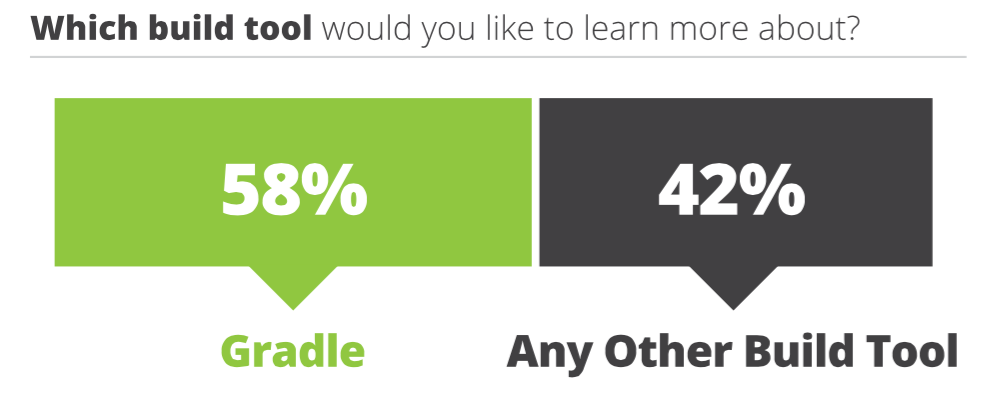 Which build tool would you like to learn more about?
58%
42%
Gradle
Any Other Build Tool